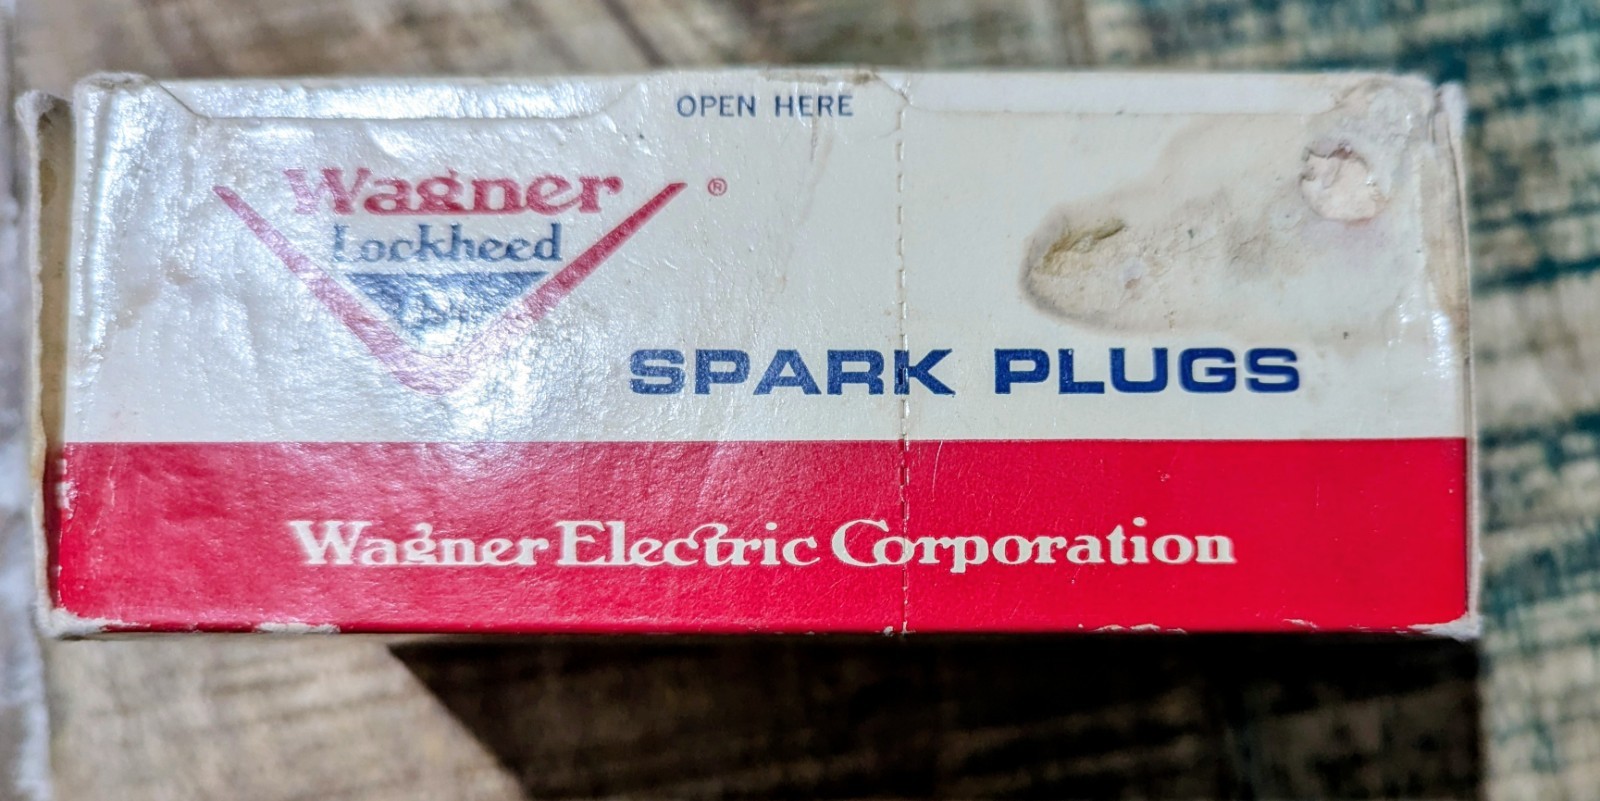 OPEN HERE
Wagner ®
Lockheed
SPARK PLUGS
Wagner Electric Corporation